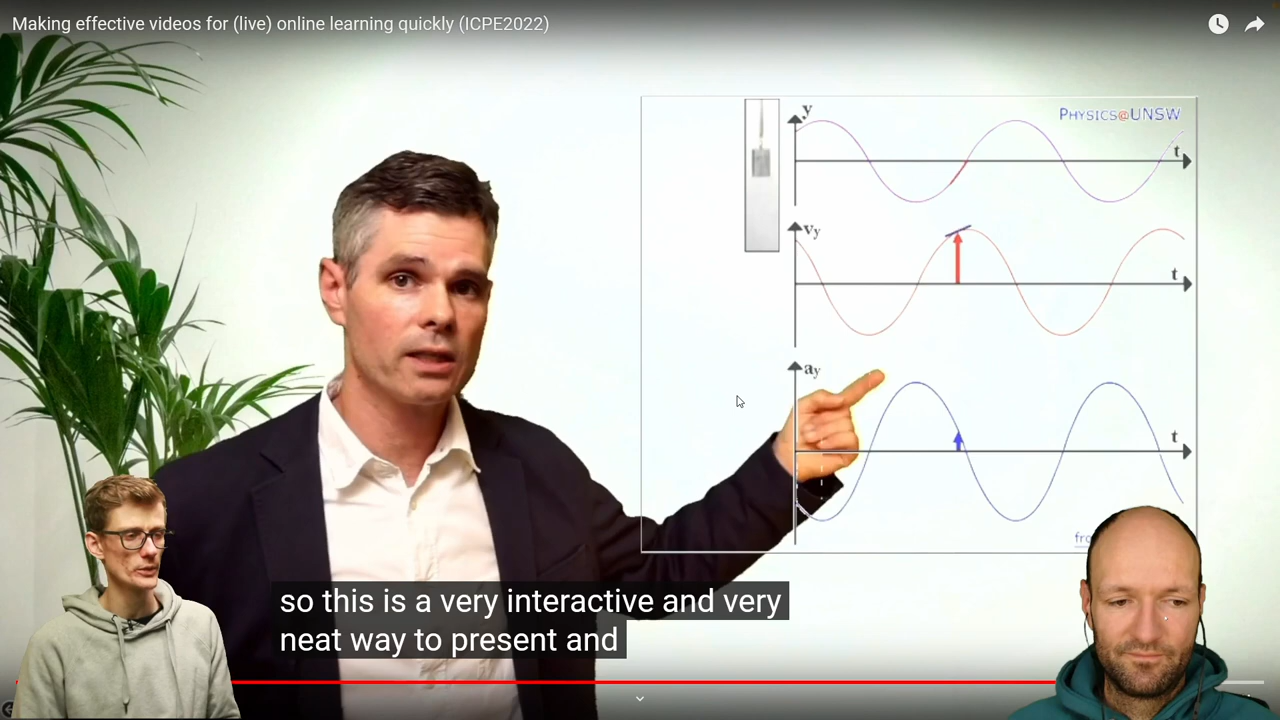 Making effective videos for (live) online learning quickly (ICPE2022)
PHYSICS@UNSW
y
t
vy
t
ay
t
fro
so this is a very interactive and very
neat way to present and